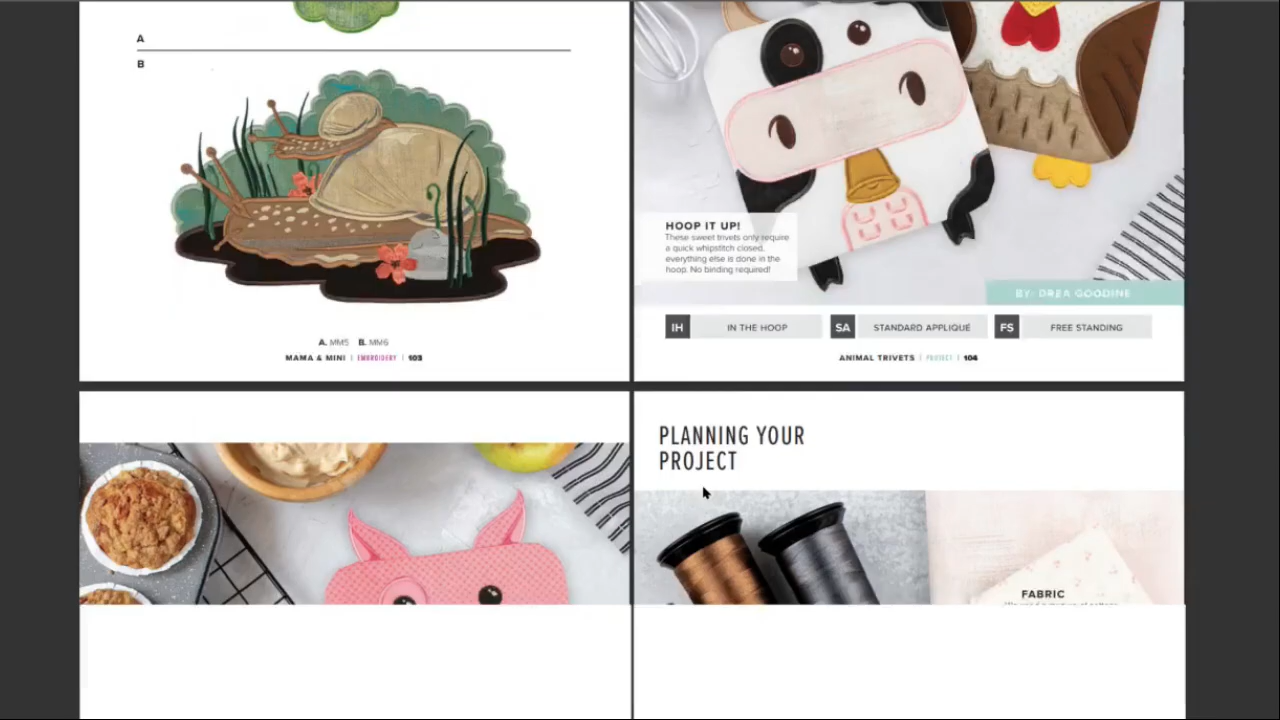 A
B
A. MM5 B. MM6
MAMA & MINI | EMBROIDERY | 103
HOOP IT UP!
These sweet trivets only require
a quick whipstitch closed,
everything else is done in the
hoop. No binding required!
BY: DREA GOODINE
IH IN THE HOOP SA STANDARD APPLIQUÉ FS FREE STANDING
ANIMAL TRIVETS | PROJECT | 104
PLANNING YOUR
PROJECT
FABRIC